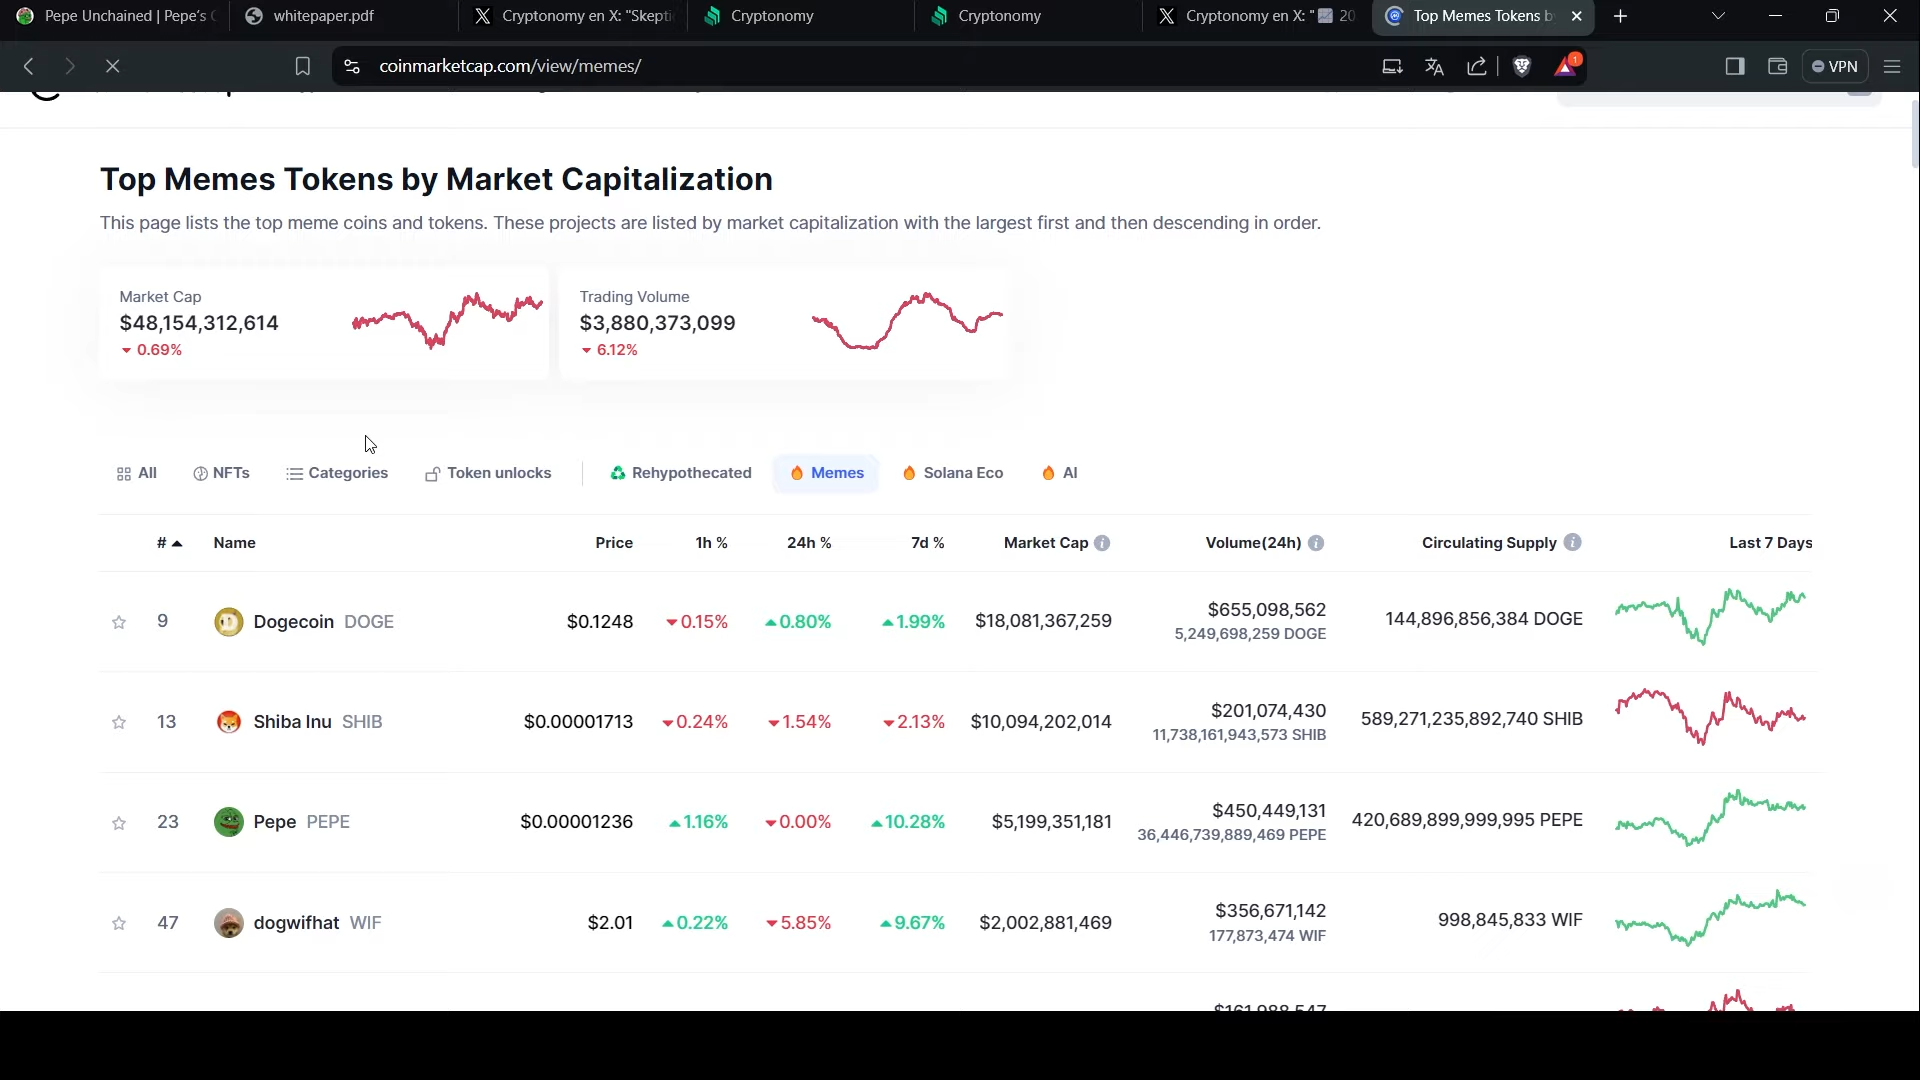 Pepe Unchained | Pepe's
whitepaper.pdf
Cryptonomy en X: "Skepti
Cryptonomy
Cryptonomy
Cryptonomy en X: " 20
Top Memes Tokens b
coinmarketcap.com/view/memes/
1
VPN
Top Memes Tokens by Market Capitalization
This page lists the top meme coins and tokens. These projects are listed by market capitalization with the largest first and then descending in order.
Market Cap
$48,154,312,614
0.69%
Trading Volume
$3,880,373,099
6.12%
All NFTs Categories Token unlocks Rehypothecated Memes Solana Eco AI
# Name Price 1h % 24h % 7d % Market Cap Volume(24h) Circulating Supply Last 7 Days
9 Dogecoin DOGE $0.1248 0.15% 0.80% 1.99% $18,081,367,259 $655,098,562 144,896,856,384 DOGE
5,249,698,259 DOGE
13 Shiba Inu SHIB $0.00001713 0.24% 1.54% 2.13% $10,094,202,014 $201,074,430 589,271,235,892,740 SHIB
11,738,161,943,573 SHIB
23 Pepe PEPE $0.00001236 1.16% 0.00% 10.28% $5,199,351,181 $450,449,131 420,689,899,999,995 PEPE
36,446,739,889,469 PEPE
47 dogwifhat WIF $2.01 0.22% 5.85% 9.67% $2,002,881,469 $356,671,142 998,845,833 WIF
177,873,474 WIF